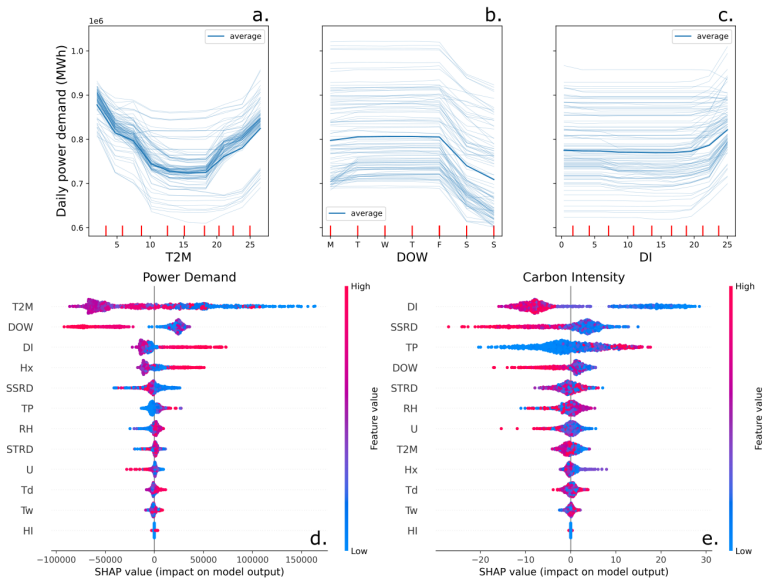 a.
b.
c.
1e6
average
average
average
Daily power demand (MWh)
1.0
0.9
0.8
0.7
0.6
5 10 15 20 25
T2M
M T W T F S S
DOW
0 5 10 15 20 25
DI
Power Demand
T2M
DOW
DI
Hx
SSRD
TP
RH
STRD
U
Td
Tw
HI
−100000 −50000 0 50000 100000 150000
SHAP value (impact on model output)
High
Feature value
Low
d.
Carbon Intensity
DI
SSRD
TP
DOW
STRD
RH
U
T2M
Hx
Td
Tw
HI
−20 −10 0 10 20 30
SHAP value (impact on model output)
High
Feature value
Low
e.